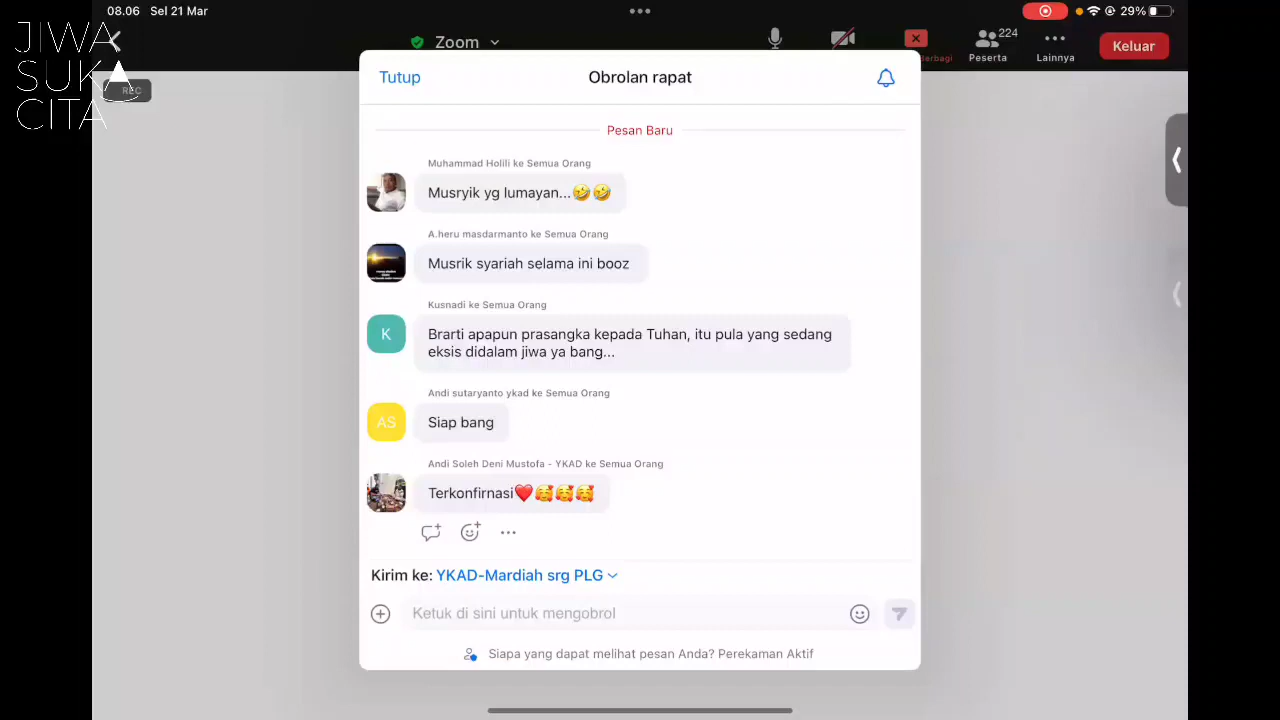 JIWA
SUKA
CITA
08.06 Sel 21 Mar
29%
Zoom
224
Berbagi
Peserta
Lainnya
Keluar
REC
Tutup
Obrolan rapat
Pesan Baru
Muhammad Holili ke Semua Orang
Musryik yg lumayan...🤣🤣
A.heru masdarmanto ke Semua Orang
Musrik syariah selama ini booz
Kusnadi ke Semua Orang
K
Brarti apapun prasangka kepada Tuhan, itu pula yang sedang
eksis didalam jiwa ya bang...
Andi sutaryanto ykad ke Semua Orang
AS
Siap bang
Andi Soleh Deni Mustofa - YKAD ke Semua Orang
Terkonfirnasi❤️🥰🥰🥰
Kirim ke: YKAD-Mardiah srg PLG
Ketuk di sini untuk mengobrol
Siapa yang dapat melihat pesan Anda? Perekaman Aktif